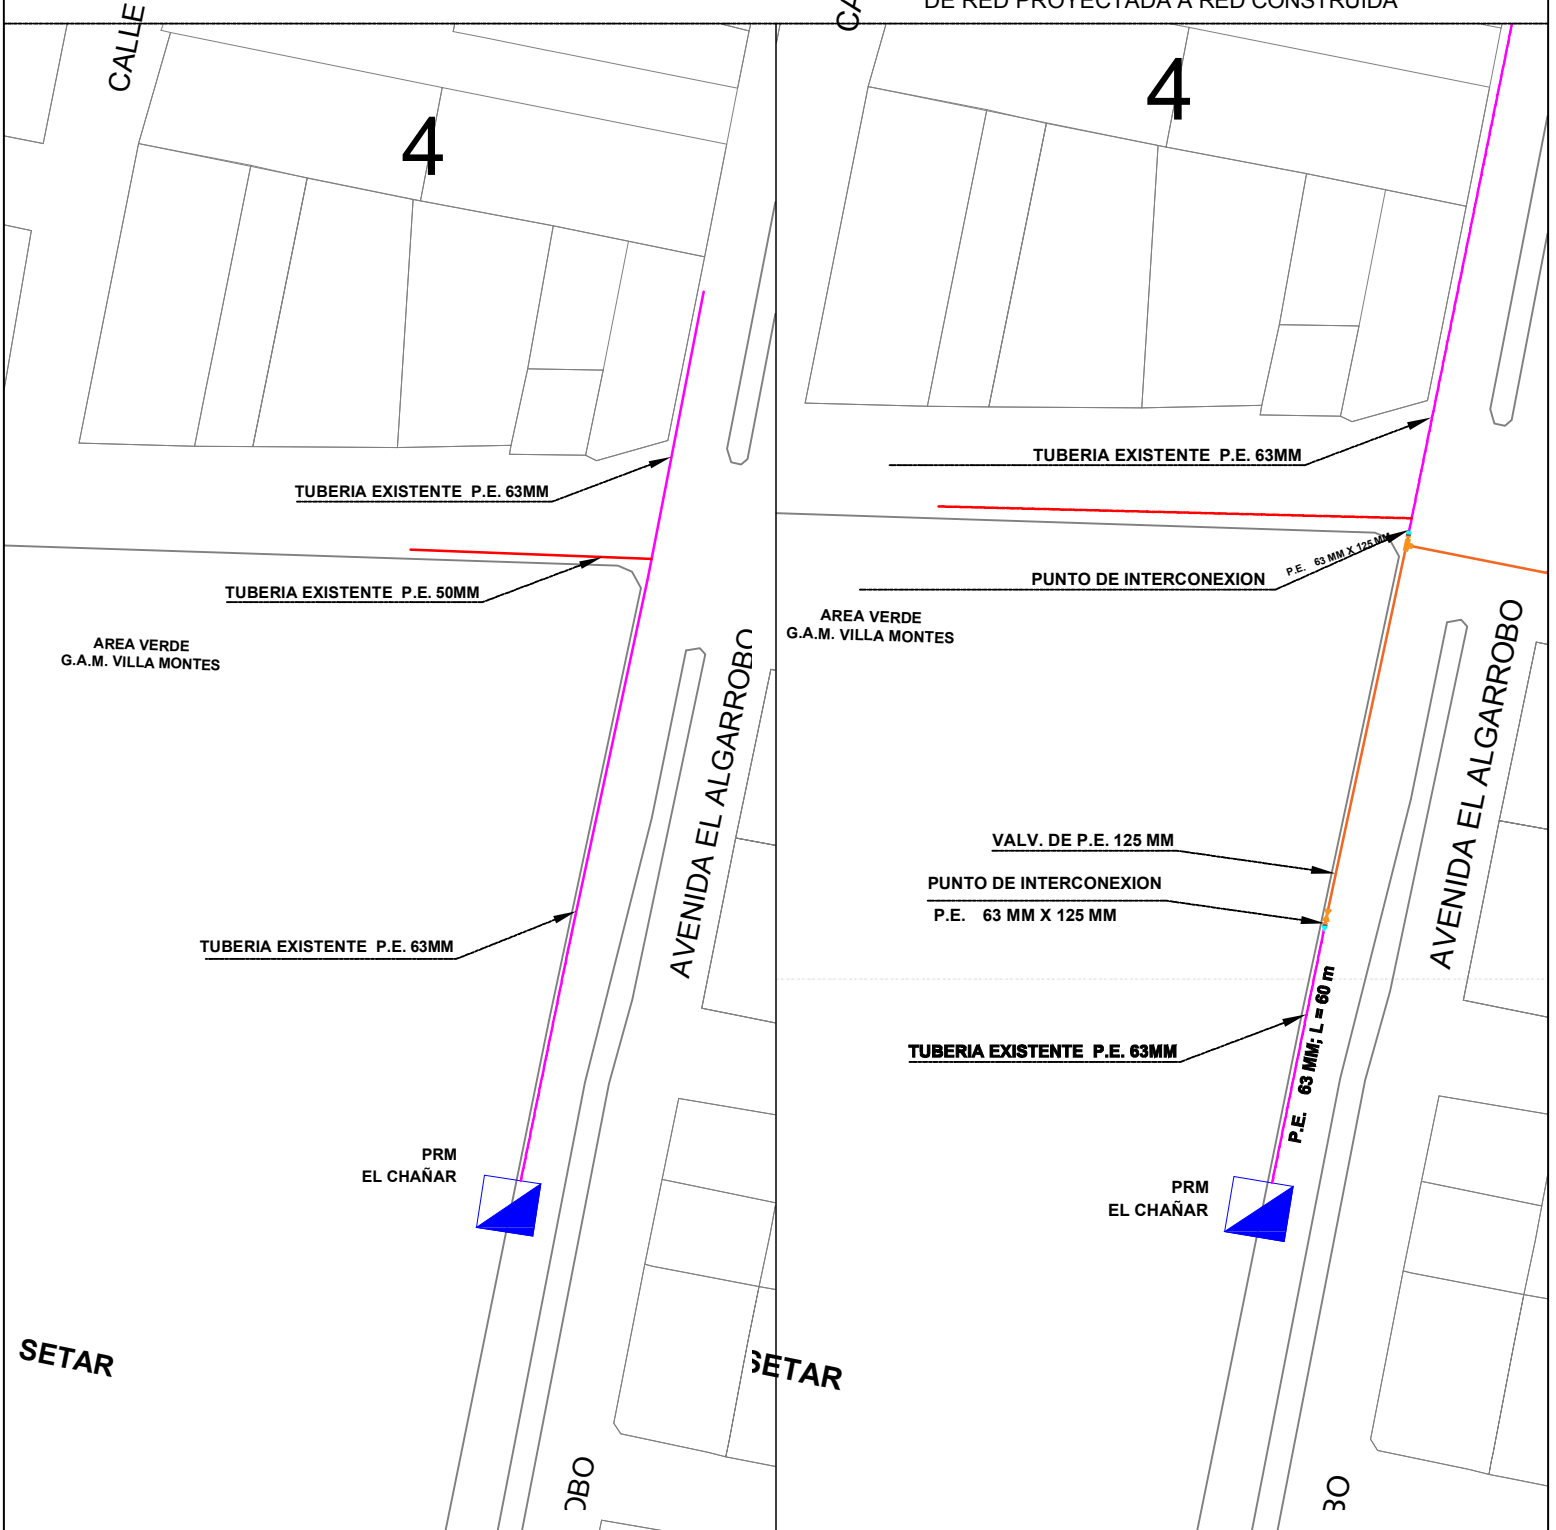 DE RED PROYECTADA A RED CONSTRUIDA
CALLE
4
TUBERIA EXISTENTE P.E. 63MM
TUBERIA EXISTENTE P.E. 50MM
AREA VERDE
G.A.M. VILLA MONTES
AVENIDA EL ALGARROBO
TUBERIA EXISTENTE P.E. 63MM
PRM
EL CHAÑAR
SETAR
OBO
CA
4
TUBERIA EXISTENTE P.E. 63MM
PUNTO DE INTERCONEXION
P.E. 63 MM X 125 MM
AREA VERDE
G.A.M. VILLA MONTES
AVENIDA EL ALGARROBO
VALV. DE P.E. 125 MM
PUNTO DE INTERCONEXION
P.E. 63 MM X 125 MM
TUBERIA EXISTENTE P.E. 63MM
P.E. 63 MM; L = 60 m
PRM
EL CHAÑAR
SETAR
BO